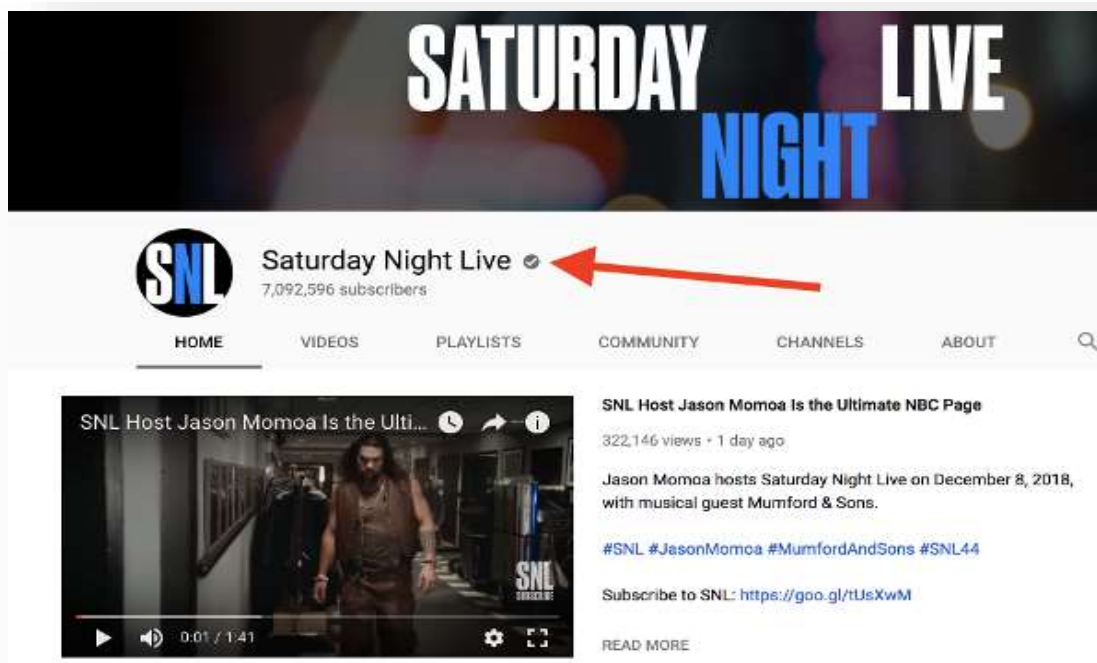 SATURDAY LIVE
NIGHT
SNL
Saturday Night Live
7,092,596 subscribers
HOME VIDEOS PLAYLISTS COMMUNITY CHANNELS ABOUT
SNL Host Jason Momoa Is the Ulti...
SNL
SUBSCRIBE
0:01 / 1:41
SNL Host Jason Momoa Is the Ultimate NBC Page
322,146 views • 1 day ago
Jason Momoa hosts Saturday Night Live on December 8, 2018,
with musical guest Mumford & Sons.
#SNL #JasonMomoa #MumfordAndSons #SNL44
Subscribe to SNL: https://goo.gl/tUsXwM
READ MORE